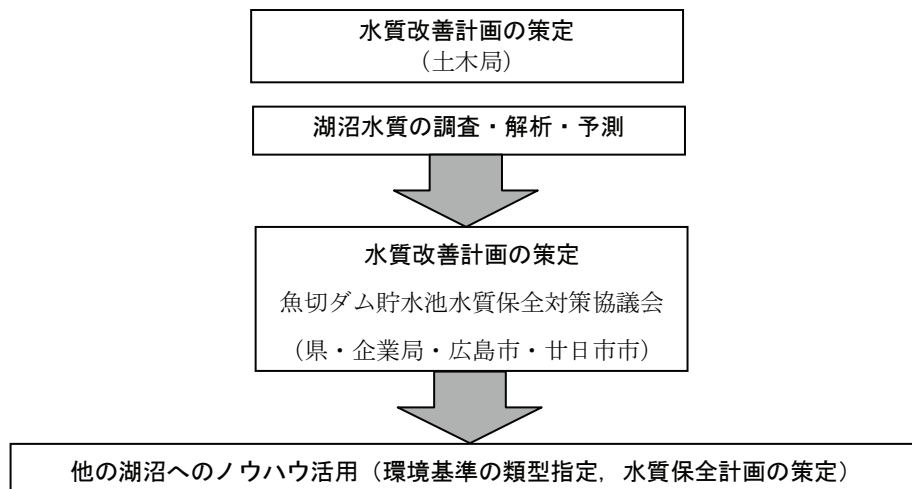 水質改善計画の策定
（土木局）
湖沼水質の調査・解析・予測
水質改善計画の策定
魚切ダム貯水池水質保全対策協議会
（県・企業局・広島市・廿日市市）
他の湖沼へのノウハウ活用（環境基準の類型指定，水質保全計画の策定）